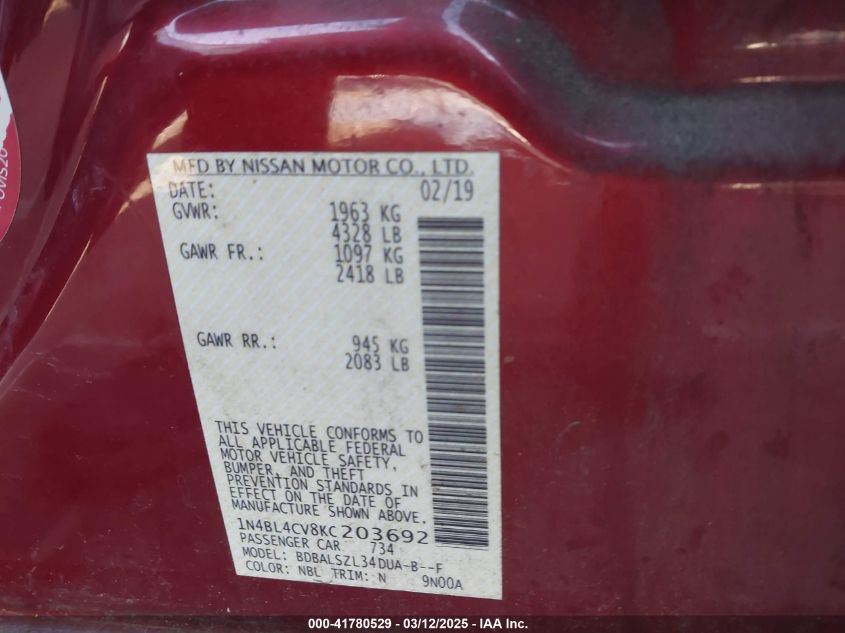 MFD BY NISSAN MOTOR CO., LTD.
DATE: 02/19
GVWR: 1963 KG
4328 LB
GAWR FR.: 1097 KG
2418 LB
GAWR RR.: 945 KG
2083 LB
THIS VEHICLE CONFORMS TO
ALL APPLICABLE FEDERAL
MOTOR VEHICLE SAFETY,
BUMPER, AND THEFT
PREVENTION STANDARDS IN
EFFECT ON THE DATE OF
MANUFACTURE SHOWN ABOVE.
1N4BL4CV8KC203692
PASSENGER CAR 734
MODEL: BDBALSZL34DUA-B--F
COLOR: NBL TRIM: N 9N00A
000-41780529 - 03/12/2025 - IAA Inc.